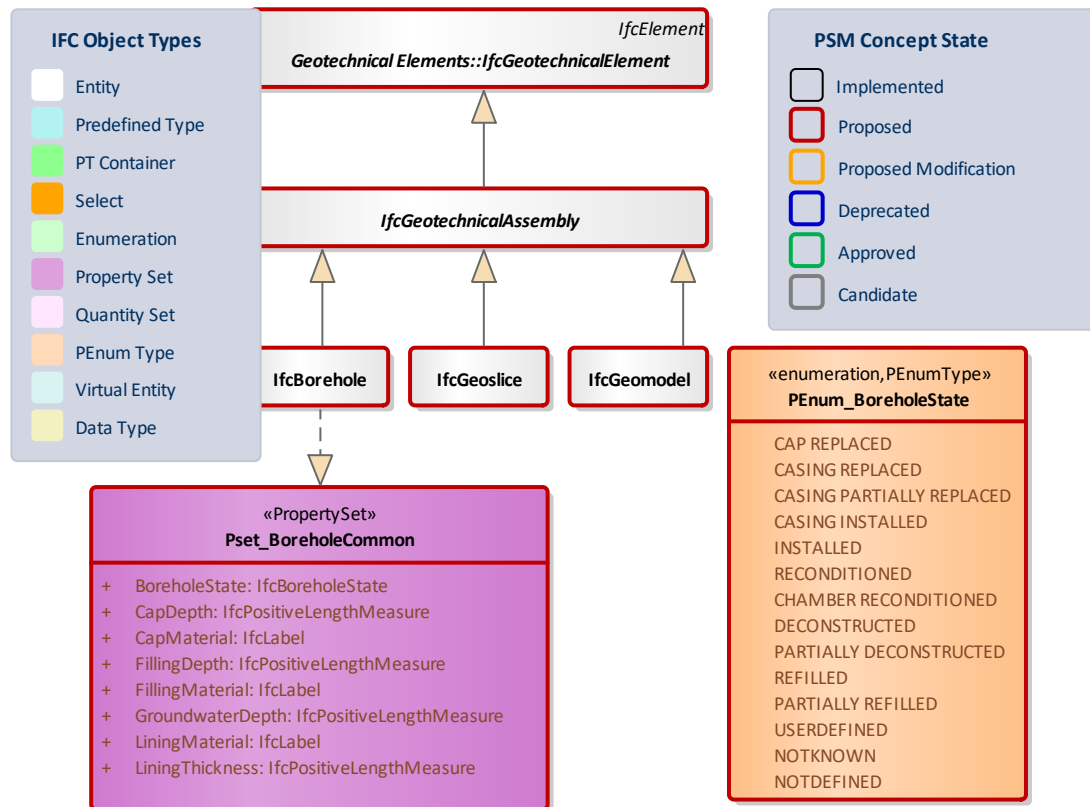 IFC Object Types
Entity
Predefined Type
PT Container
Select
Enumeration
Property Set
Quantity Set
PEnum Type
Virtual Entity
Data Type
IfcElement
Geotechnical Elements::IfcGeotechnicalElement
IfcGeotechnicalAssembly
IfcBorehole
IfcGeoslice
IfcGeomodel
PSM Concept State
Implemented
Proposed
Proposed Modification
Deprecated
Approved
Candidate
«PropertySet»
Pset_BoreholeCommon
+ BoreholeState: IfcBoreholeState
+ CapDepth: IfcPositiveLengthMeasure
+ CapMaterial: IfcLabel
+ FillingDepth: IfcPositiveLengthMeasure
+ FillingMaterial: IfcLabel
+ GroundwaterDepth: IfcPositiveLengthMeasure
+ LiningMaterial: IfcLabel
+ LiningThickness: IfcPositiveLengthMeasure
«enumeration,PEnumType»
PEnum_BoreholeState
CAP REPLACED
CASING REPLACED
CASING PARTIALLY REPLACED
CASING INSTALLED
INSTALLED
RECONDITIONED
CHAMBER RECONDITIONED
DECONSTRUCTED
PARTIALLY DECONSTRUCTED
REFILLED
PARTIALLY REFILLED
USERDEFINED
NOTKNOWN
NOTDEFINED